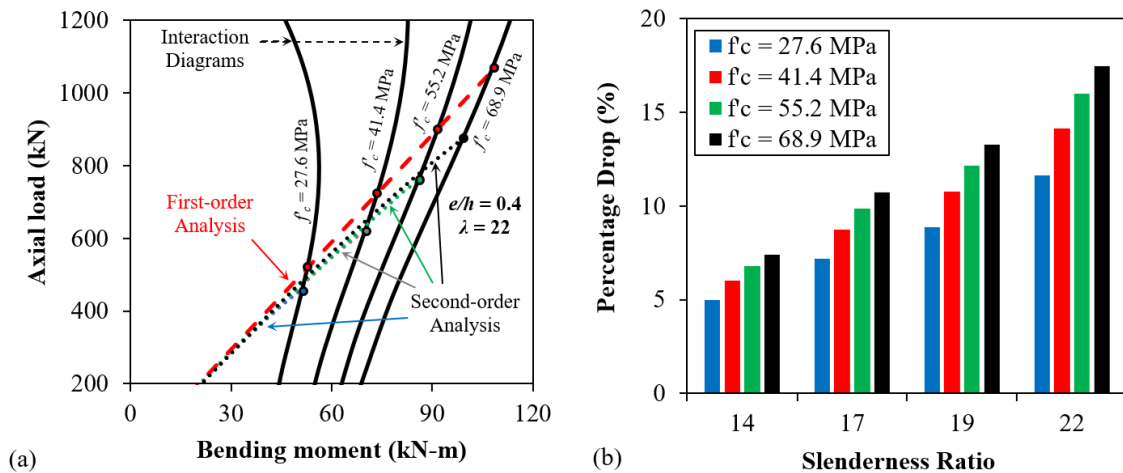 Axial load (kN)
1200
1000
800
600
400
200
0
30
60
90
120
Bending moment (kN-m)
(a)
Interaction
Diagrams
f'c = 27.6 MPa
f'c = 41.4 MPa
f'c = 55.2 MPa
f'c = 68.9 MPa
First-order
Analysis
e/h = 0.4
λ = 22
Second-order
Analysis
Percentage Drop (%)
20
15
10
5
0
f'c = 27.6 MPa
f'c = 41.4 MPa
f'c = 55.2 MPa
f'c = 68.9 MPa
14
17
19
22
Slenderness Ratio
(b)